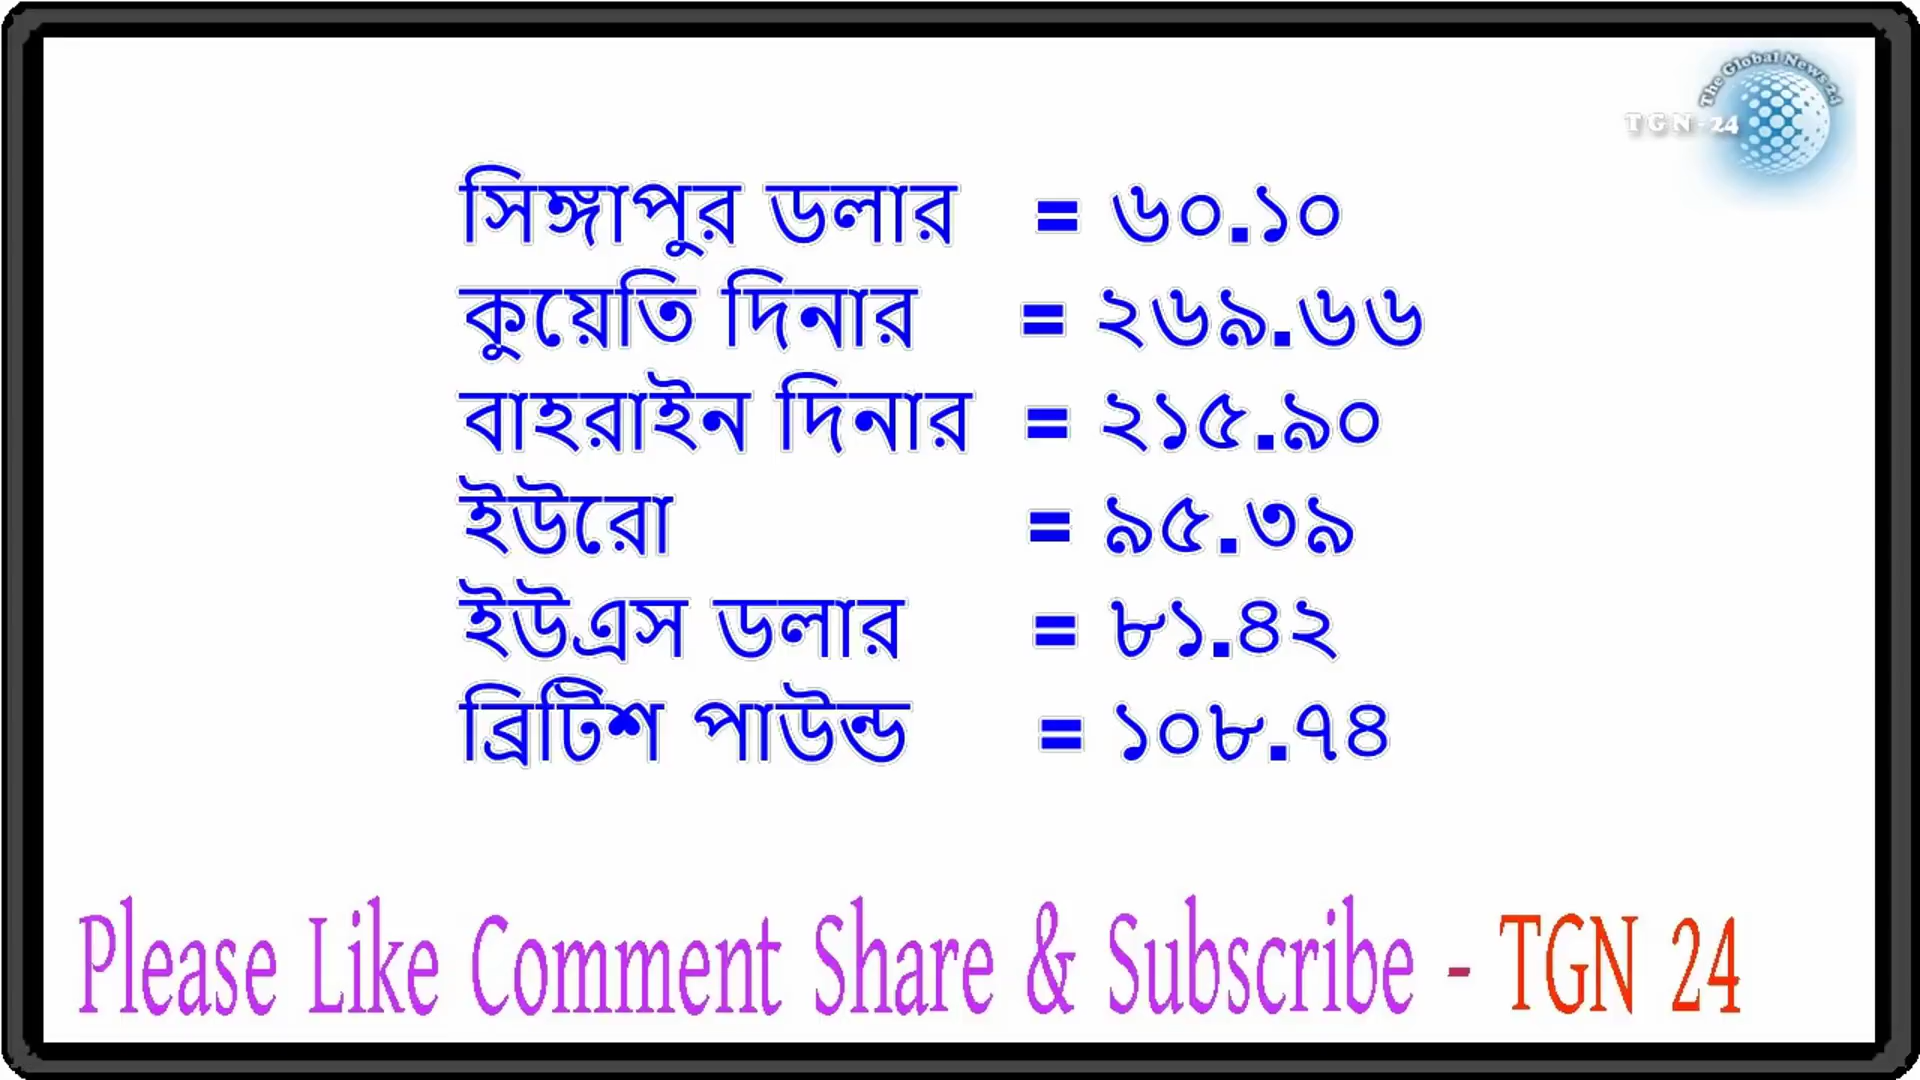 The Global News 24
TGN-24
সিঙ্গাপুর ডলার = ৬০.১০
কুয়েতি দিনার = ২৬৯.৬৬
বাহরাইন দিনার = ২১৫.৯০
ইউরো = ৯৫.৩৯
ইউএস ডলার = ৮১.৪২
ব্রিটিশ পাউন্ড = ১০৮.৭৪
Please Like Comment Share & Subscribe - TGN 24